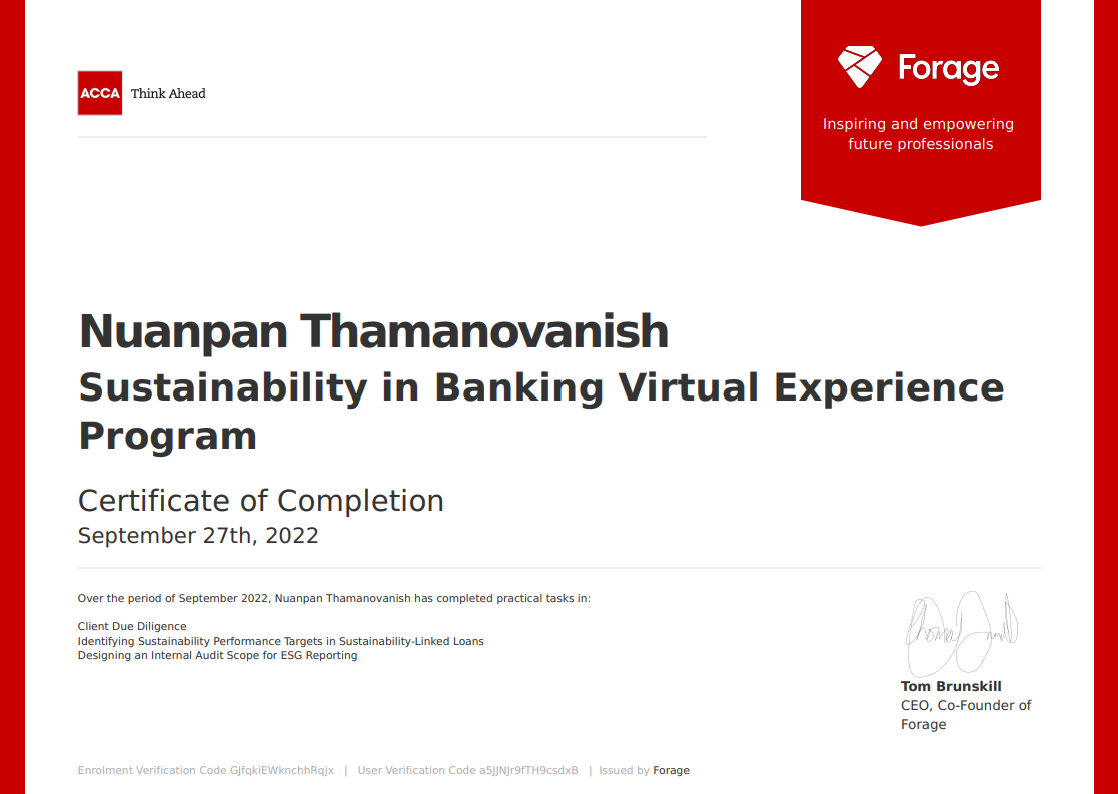 ACCA Think Ahead
Forage
Inspiring and empowering
future professionals
Nuanpan Thamanovanish
Sustainability in Banking Virtual Experience
Program
Certificate of Completion
September 27th, 2022
Over the period of September 2022, Nuanpan Thamanovanish has completed practical tasks in:
Client Due Diligence
Identifying Sustainability Performance Targets in Sustainability-Linked Loans
Designing an Internal Audit Scope for ESG Reporting
Tom Brunskill
CEO, Co-Founder of
Forage
Enrolment Verification Code GJfqkiEWknchhRqjx | User Verification Code a5JJNJr9fTH9csdxB | Issued by Forage